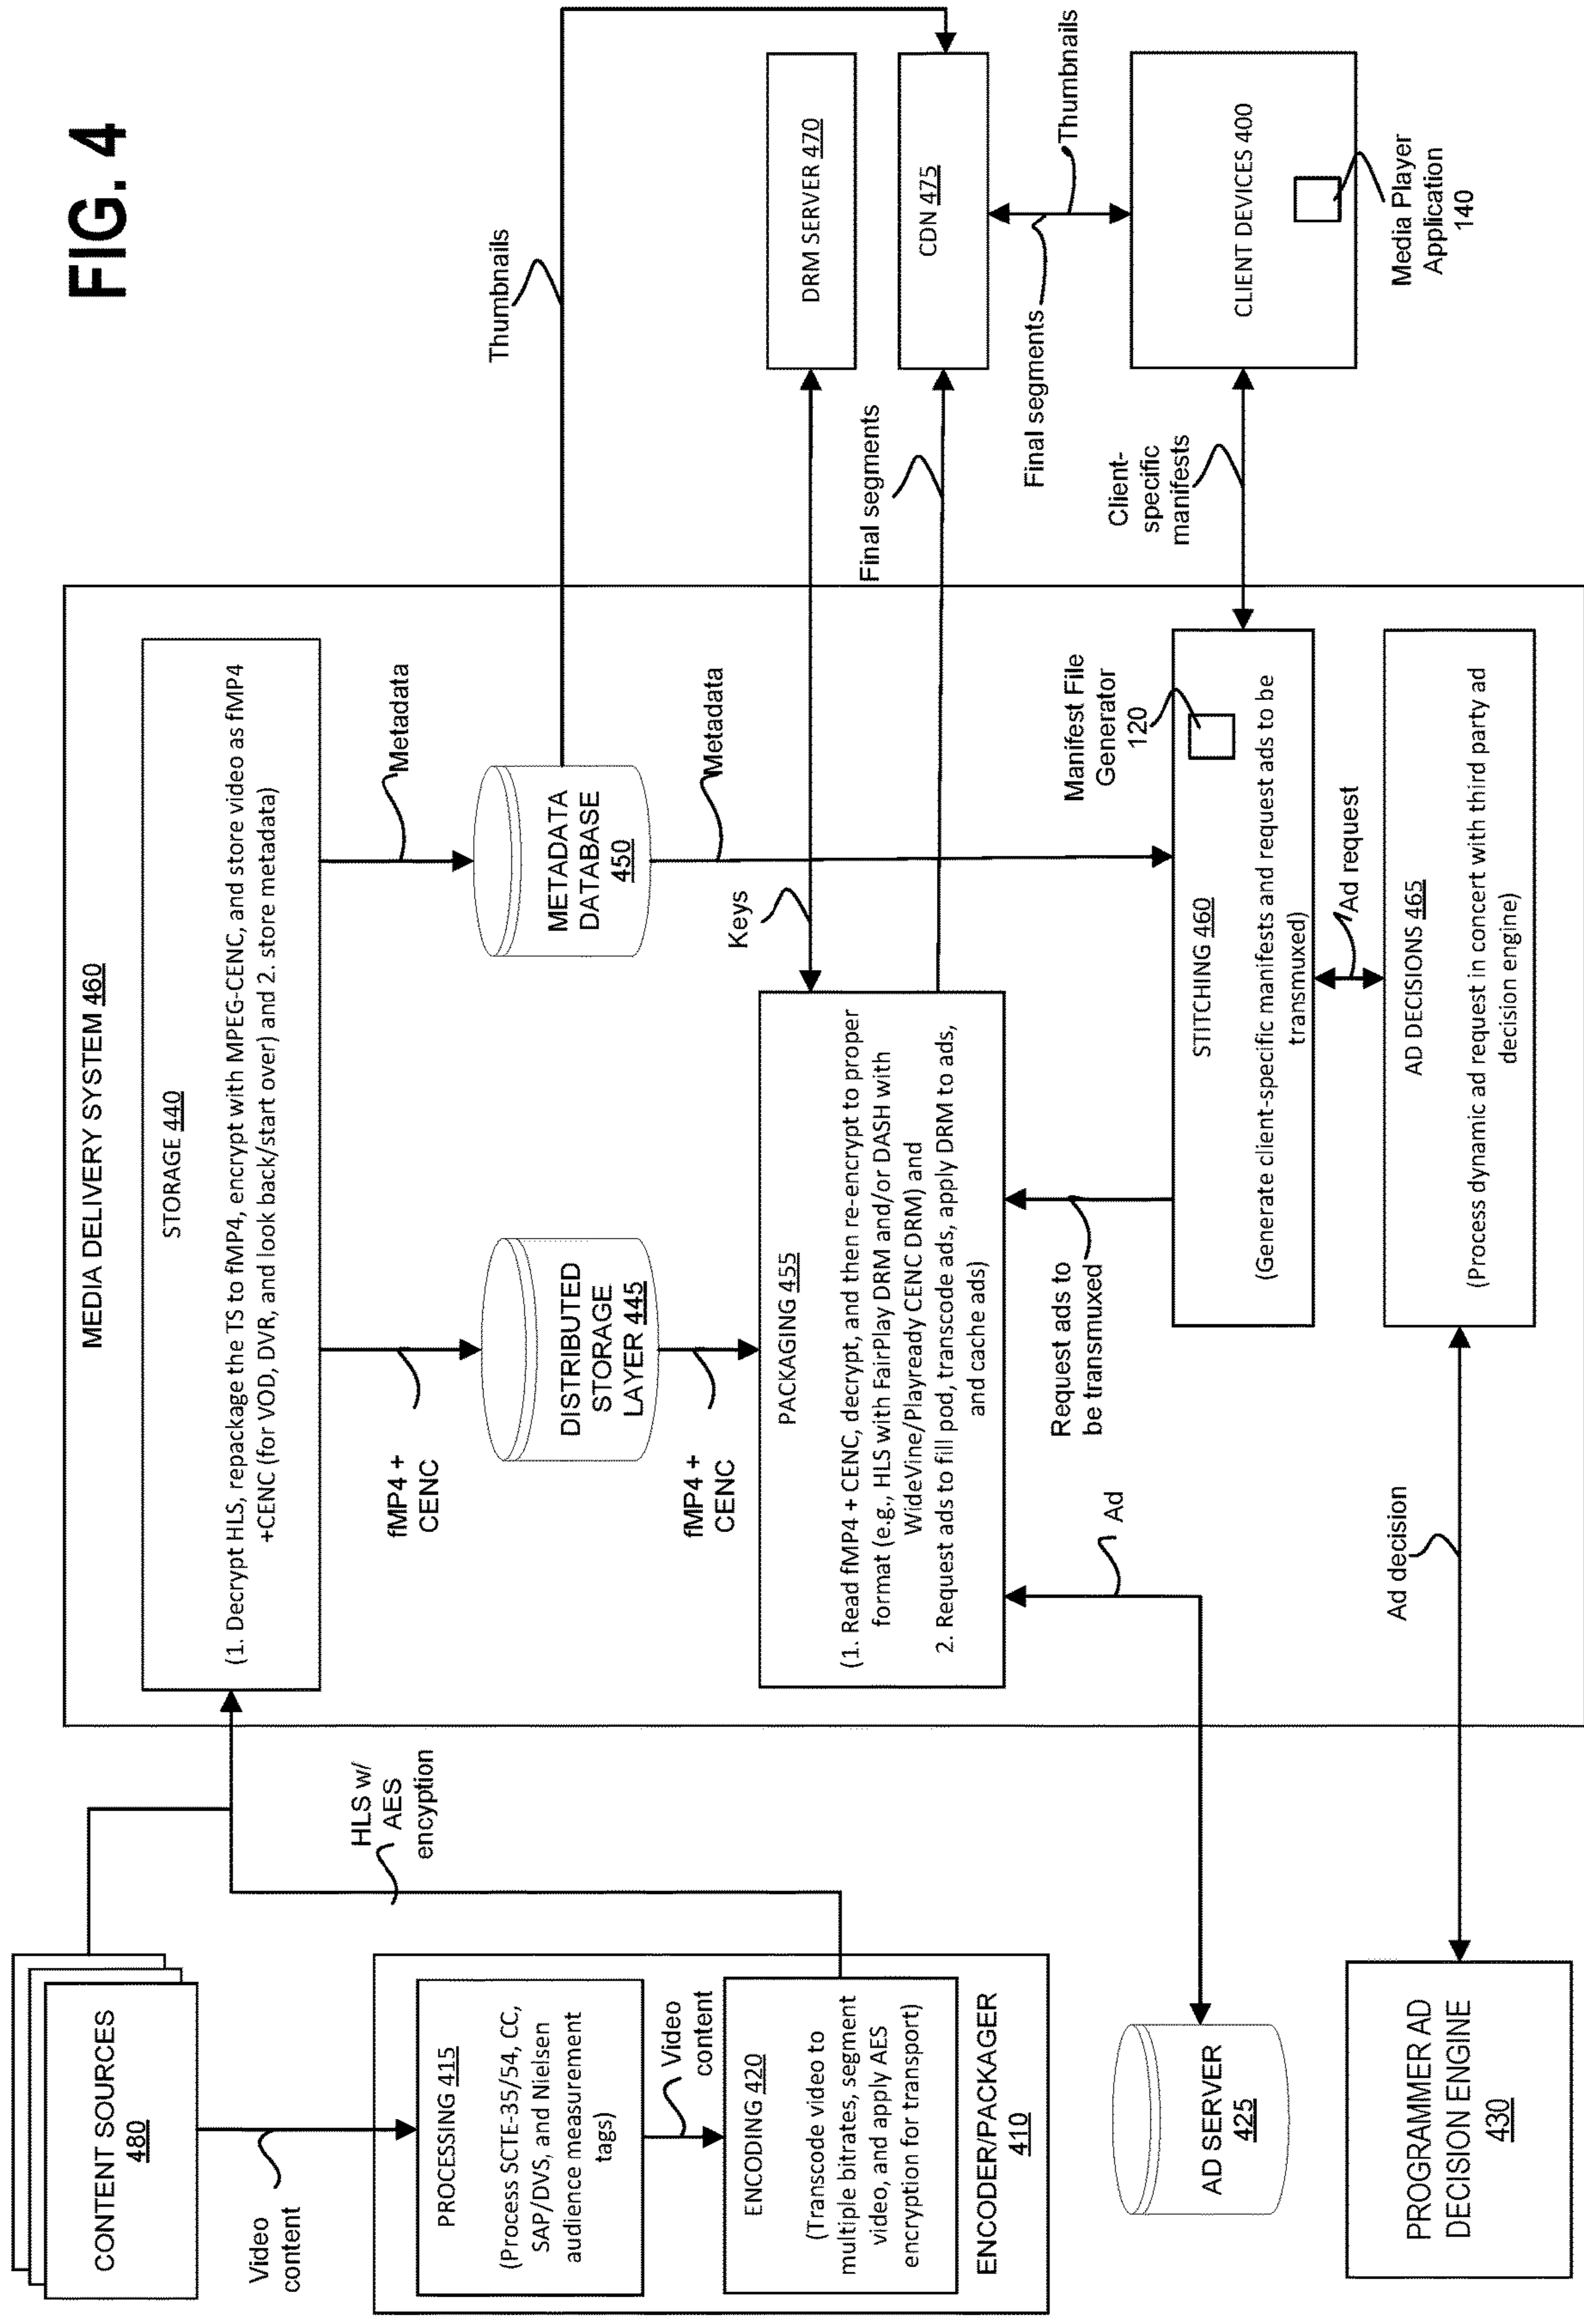 FIG. 4
CONTENT SOURCES
480
Video
content
PROCESSING 415
(Process SCTE-35/54, CC,
SAP/DVS, and Nielsen
audience measurement
tags)
Video
content
ENCODING 420
(Transcode video to
multiple bitrates, segment
video, and apply AES
encryption for transport)
ENCODER/PACKAGER
410
HLS w/
AES
encyption
AD SERVER
425
PROGRAMMER AD
DECISION ENGINE
430
MEDIA DELIVERY SYSTEM 460
STORAGE 440
(1. Decrypt HLS, repackage the TS to fMP4, encrypt with MPEG-CENC, and store video as fMP4
+CENC (for VOD, DVR, and look back/start over) and 2. store metadata)
fMP4 +
CENC
Metadata
DISTRIBUTED
STORAGE
LAYER 445
METADATA
DATABASE
450
Thumbnails
fMP4 +
CENC
Metadata
Keys
PACKAGING 455
(1. Read fMP4 + CENC, decrypt, and then re-encrypt to proper
format (e.g., HLS with FairPlay DRM and/or DASH with
WideVine/Playready CENC DRM) and
2. Request ads to fill pod, transcode ads, apply DRM to ads,
and cache ads)
DRM SERVER 470
Final segments
CDN 475
Ad
Request ads to
be transmuxed
Manifest File
Generator
120
Client-
specific
manifests
Final segments
Thumbnails
STITCHING 460
(Generate client-specific manifests and request ads to be
transmuxed)
CLIENT DEVICES 400
Media Player
Application
140
Ad request
Ad decision
AD DECISIONS 465
(Process dynamic ad request in concert with third party ad
decision engine)